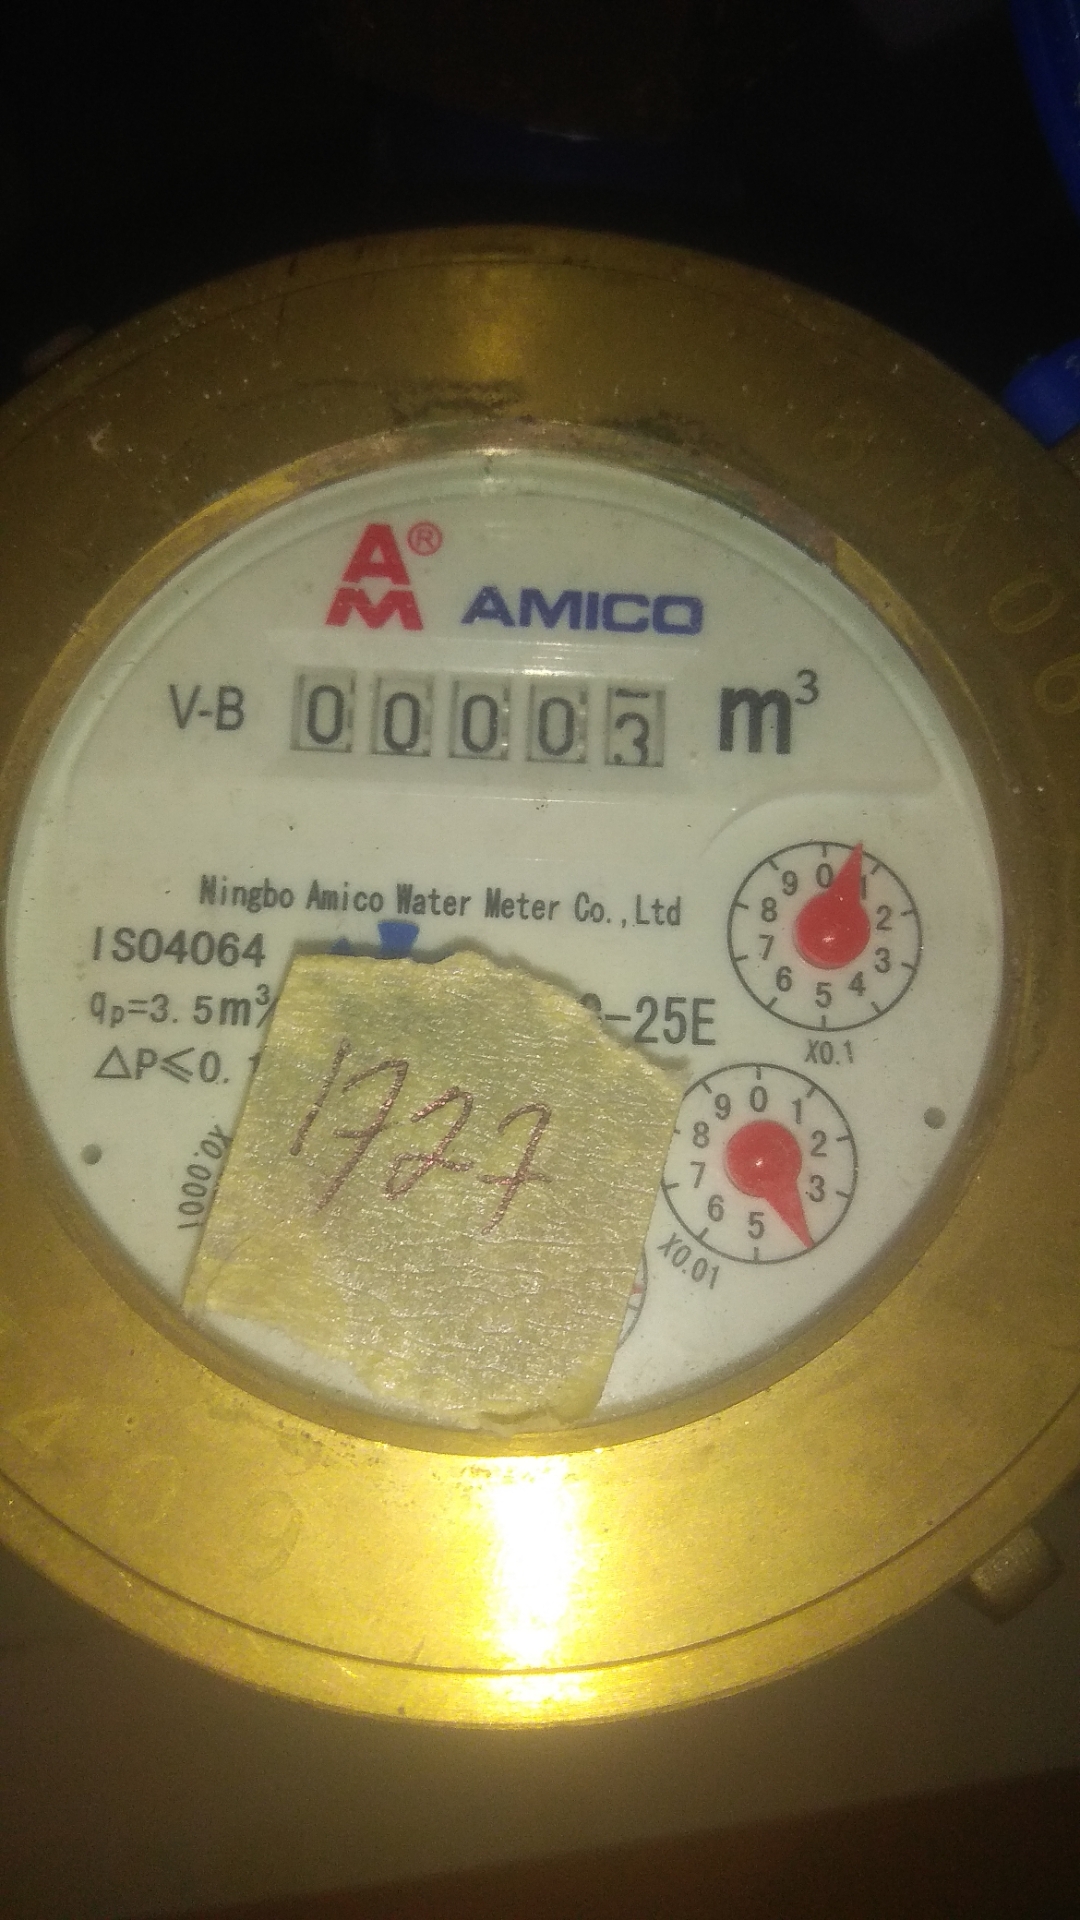 AM® AMICO
V-B 00003 m³
Ningbo Amico Water Meter Co.,Ltd
ISO4064
qp=3.5m³/
-25E
△P≤0.1
9 0 1 2 3 4 5 6 7 8
X0.1
9 0 1 2 3 5 6 7 8
X0.01
X0.0001
1727